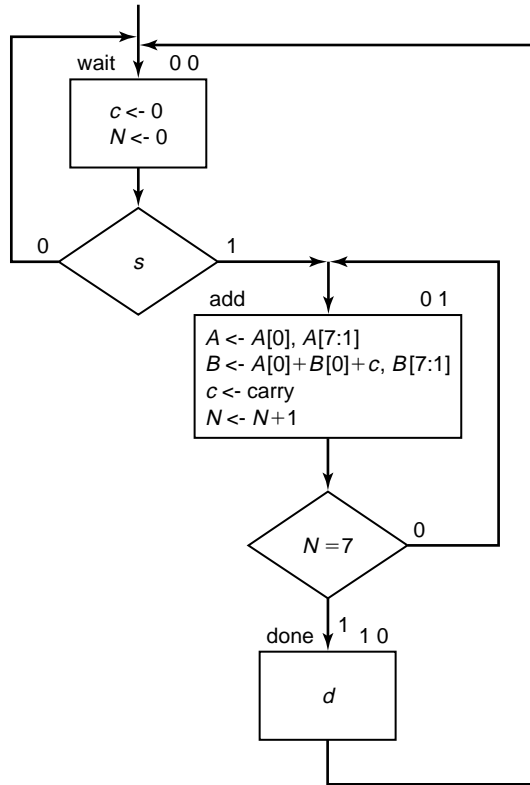 wait 0 0
c <- 0
N <- 0
0 1
s
add 0 1
A <- A[0], A[7:1]
B <- A[0]+B[0]+c, B[7:1]
c <- carry
N <- N+1
0
N=7
1
done 1 0
d